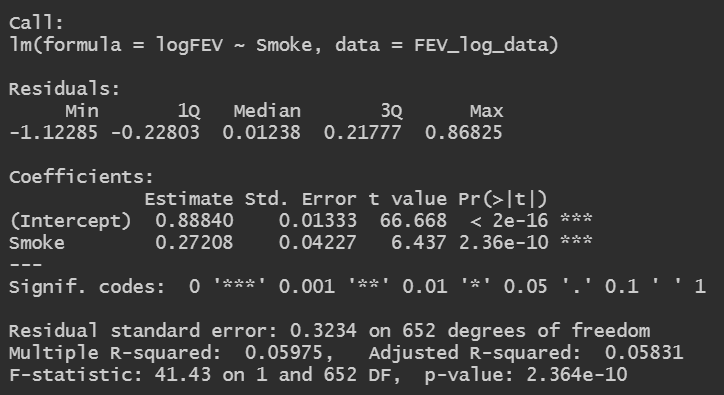 Call:
lm(formula = logFEV ~ Smoke, data = FEV_log_data)
Residuals:
     Min       1Q   Median       3Q      Max
-1.12285 -0.22803  0.01238  0.21777  0.86825
Coefficients:
            Estimate Std. Error t value Pr(>|t|)
(Intercept)  0.88840    0.01333  66.668  < 2e-16 ***
Smoke        0.27208    0.04227   6.437 2.36e-10 ***
---
Signif. codes:  0 '***' 0.001 '**' 0.01 '*' 0.05 '.' 0.1 ' ' 1
Residual standard error: 0.3234 on 652 degrees of freedom
Multiple R-squared:  0.05975,   Adjusted R-squared:  0.05831
F-statistic: 41.43 on 1 and 652 DF,  p-value: 2.364e-10